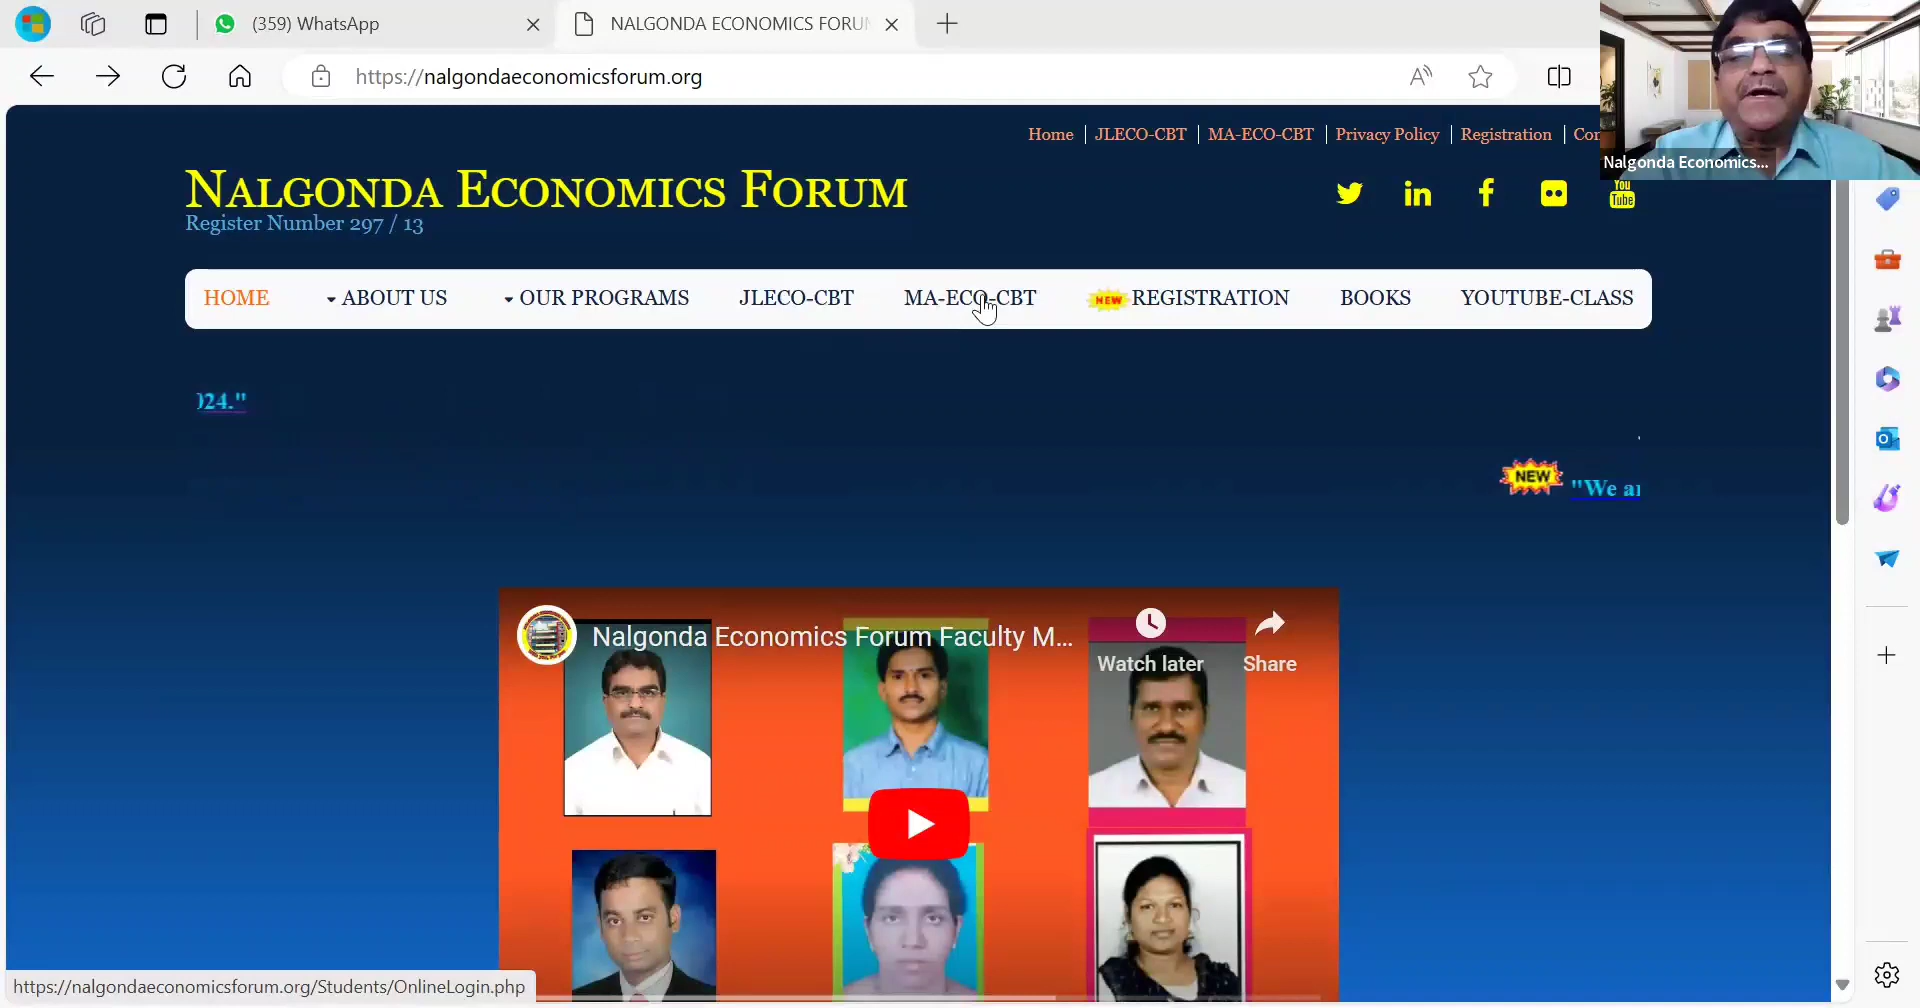 (359) WhatsApp
NALGONDA ECONOMICS FORUM
https://nalgondaeconomicsforum.org
Nalgonda Economics...
Home | JLECO-CBT | MA-ECO-CBT | Privacy Policy | Registration |
NALGONDA ECONOMICS FORUM
Register Number 297 / 13
You Tube
HOME ABOUT US OUR PROGRAMS JLECO-CBT MA-ECO-CBT NEW REGISTRATION BOOKS YOUTUBE-CLASS
024."
NEW "We
Nalgonda Economics Forum Faculty M...
Watch later Share
https://nalgondaeconomicsforum.org/Students/OnlineLogin.php